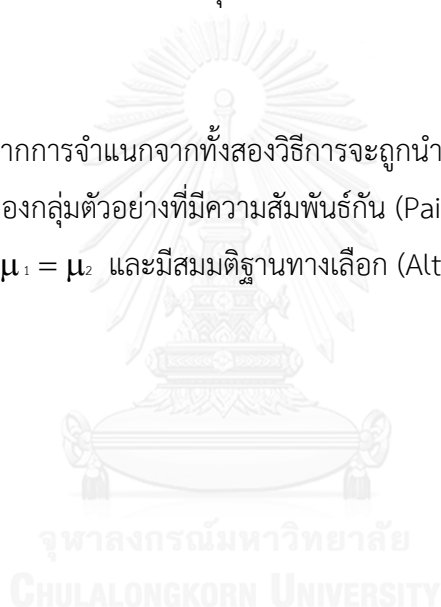 ากการจำแนกจากทั้งสองวิธีการจะถูกนำ
องกลุ่มตัวอย่างที่มีความสัมพันธ์กัน (Pai
μ₁ = μ₂ และมีสมมติฐานทางเลือก (Alt
จุฬาลงกรณ์มหาวิทยาลัย
CHULALONGKORN UNIVERSITY